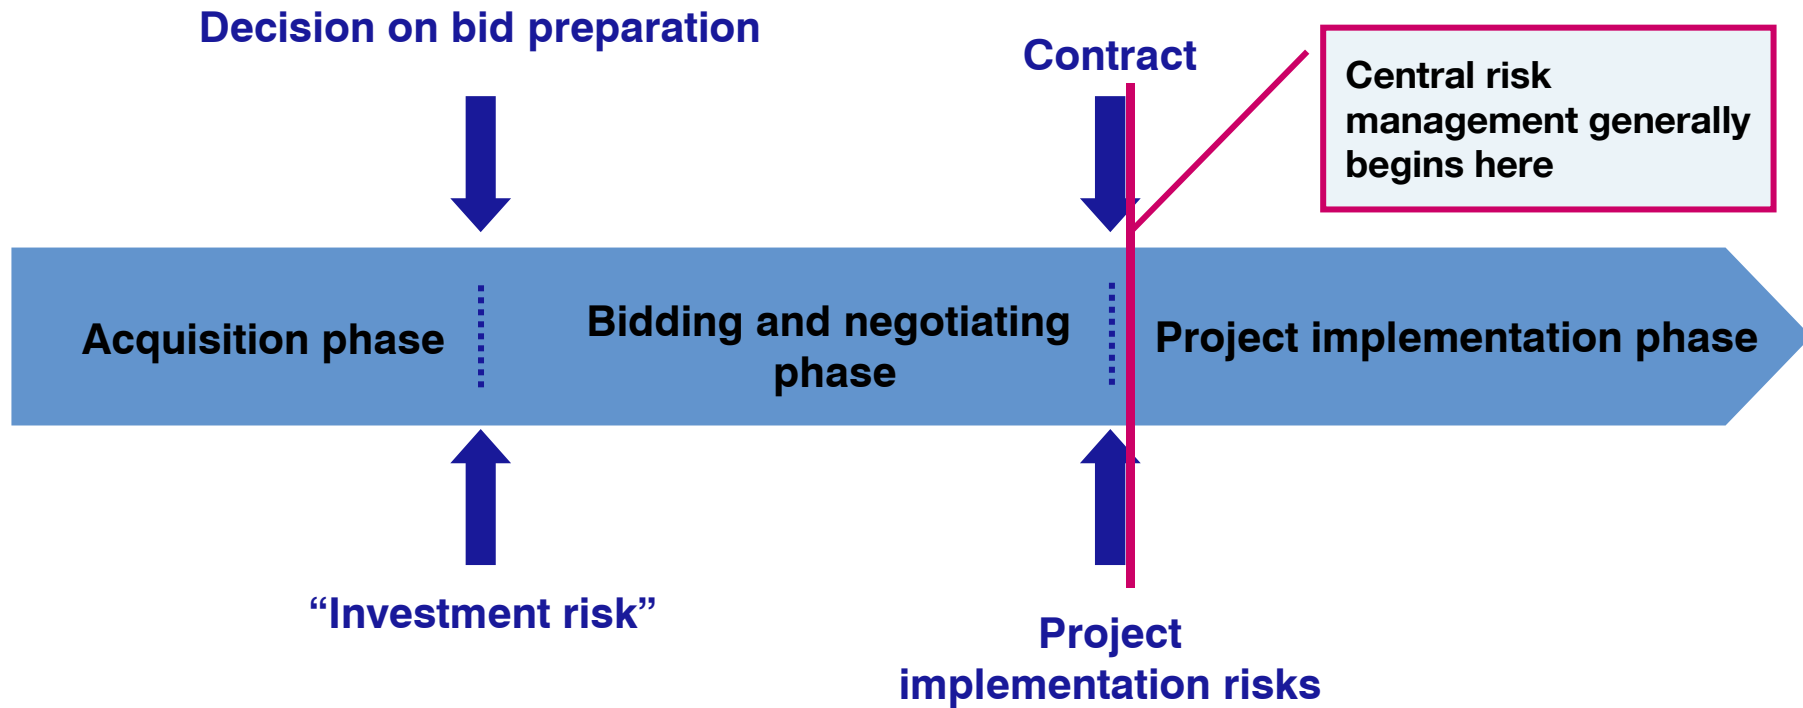 Decision on bid preparation
Contract
Central risk
management generally
begins here
Acquisition phase
Bidding and negotiating
phase
Project implementation phase
“Investment risk”
Project
implementation risks